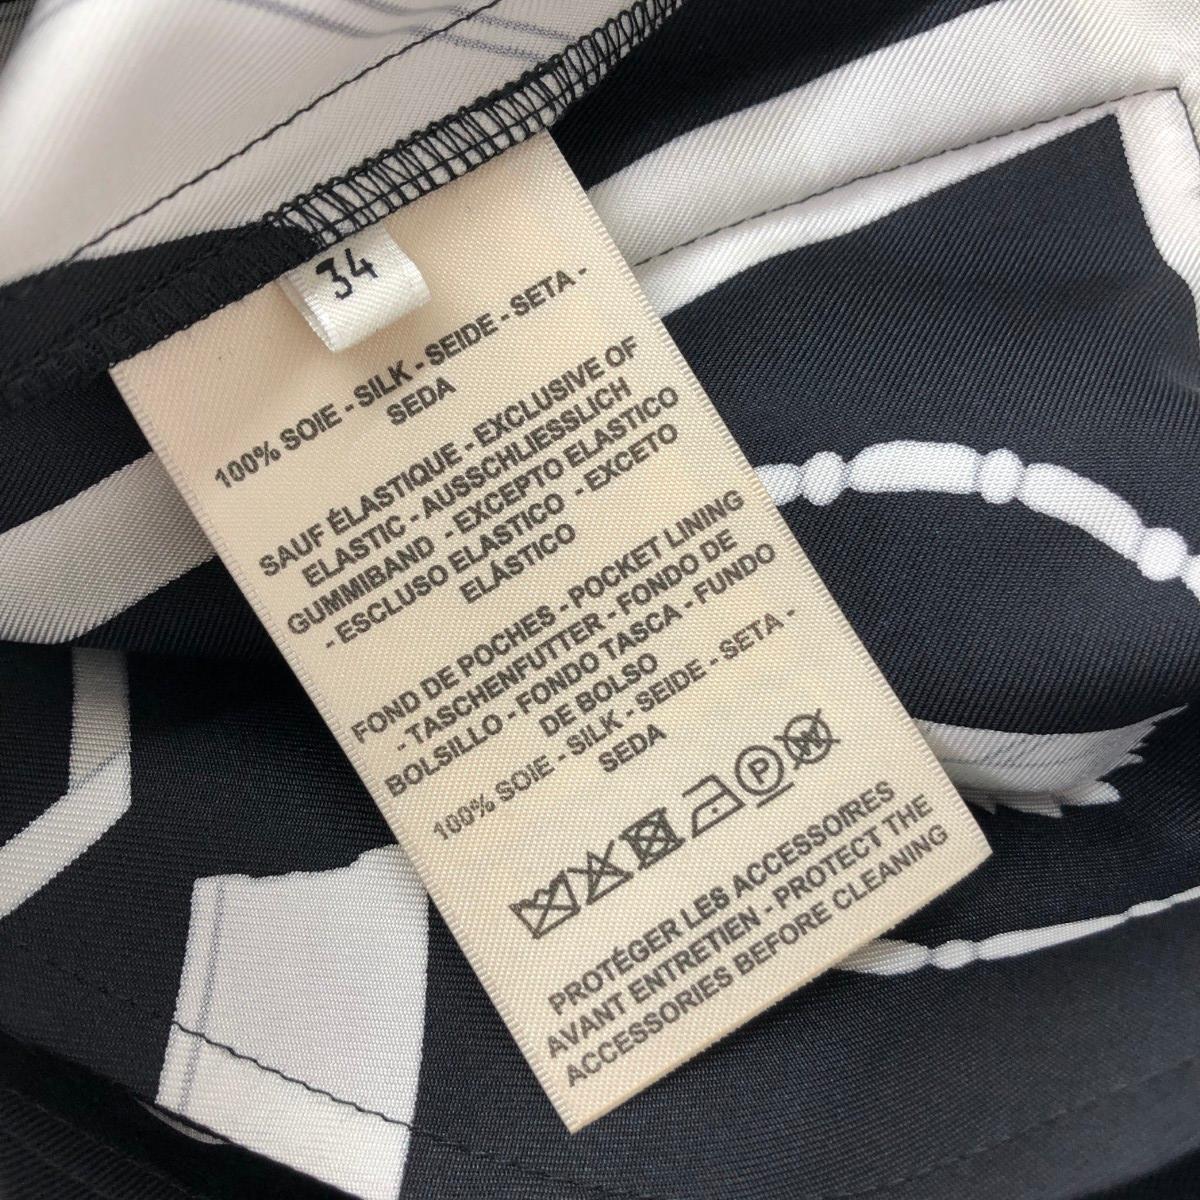 34
100% SOIE - SILK - SEIDE - SETA -
SEDA
SAUF ÉLASTIQUE - EXCLUSIVE OF
ELASTIC - AUSSCHLIESSLICH
GUMMIBAND - EXCEPTO ELASTICO
- ESCLUSO ELASTICO - EXCETO
ELÁSTICO
FOND DE POCHES - POCKET LINING
- TASCHENFUTTER - FONDO DE
BOLSILLO - FONDO TASCA - FUNDO
DE BOLSO
100% SOIE - SILK - SEIDE - SETA -
SEDA
P W
PROTÉGER LES ACCESSOIRES
AVANT ENTRETIEN - PROTECT THE
ACCESSORIES BEFORE CLEANING